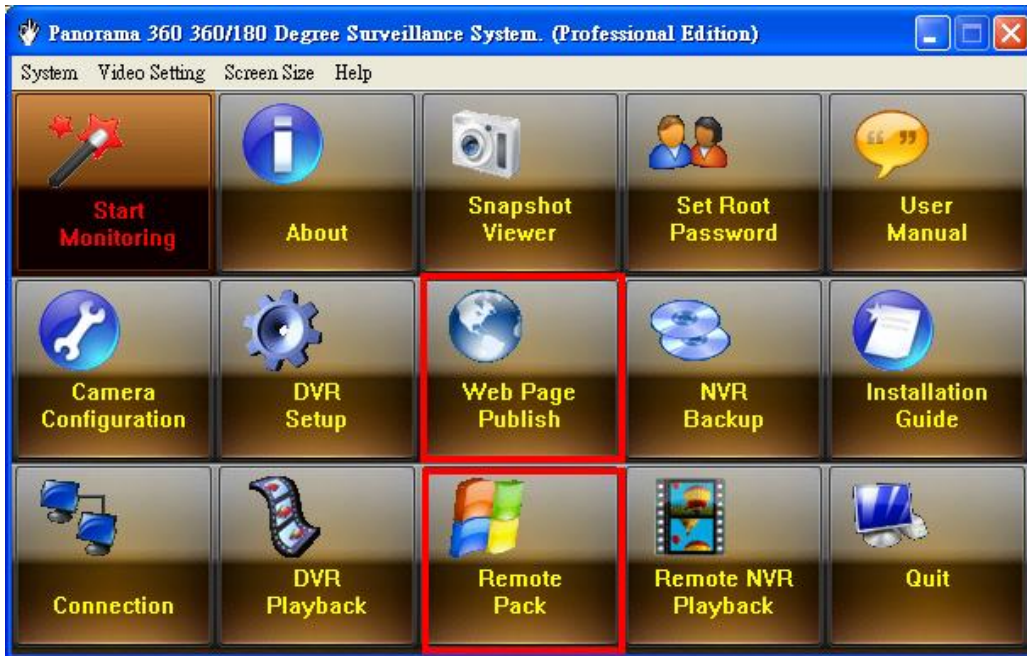 Panorama 360 360/180 Degree Surveillance System. (Professional Edition)
System Video Setting Screen Size Help
Start
Monitoring
About
Snapshot
Viewer
Set Root
Password
User
Manual
Camera
Configuration
DVR
Setup
Web Page
Publish
NVR
Backup
Installation
Guide
Connection
DVR
Playback
Remote
Pack
Remote NVR
Playback
Quit